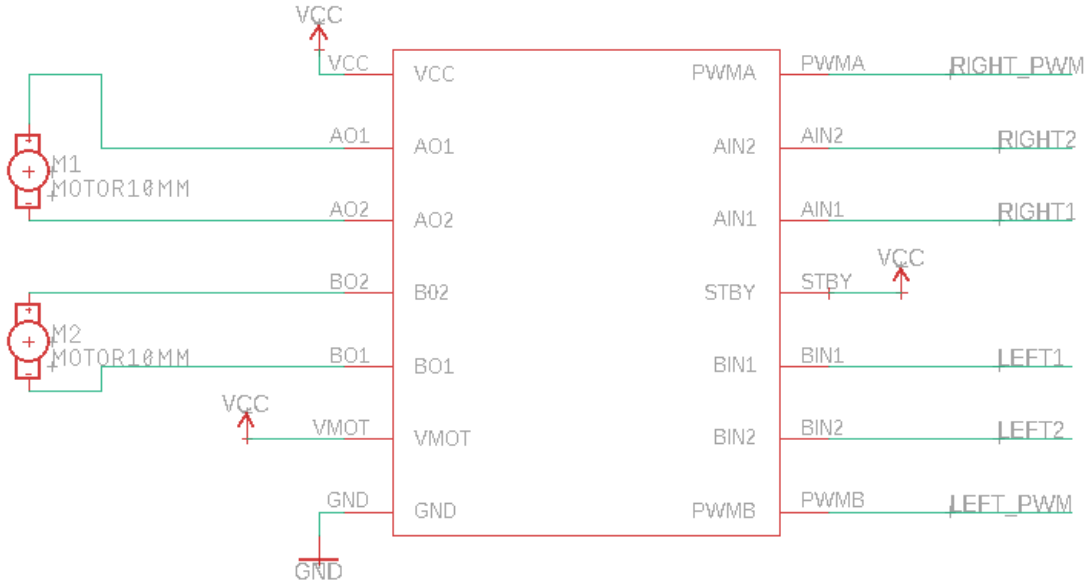 VCC
VCC VCC PWMA PWMA RIGHT_PWM
AO1 AO1 AIN2 AIN2 RIGHT2
M1
MOTOR10MM
AO2 AO2 AIN1 AIN1 RIGHT1
VCC
BO2 B02 STBY STBY
M2
MOTOR10MM
BO1 BO1 BIN1 BIN1 LEFT1
VCC
VMOT VMOT BIN2 BIN2 LEFT2
GND GND PWMB PWMB LEFT_PWM
GND